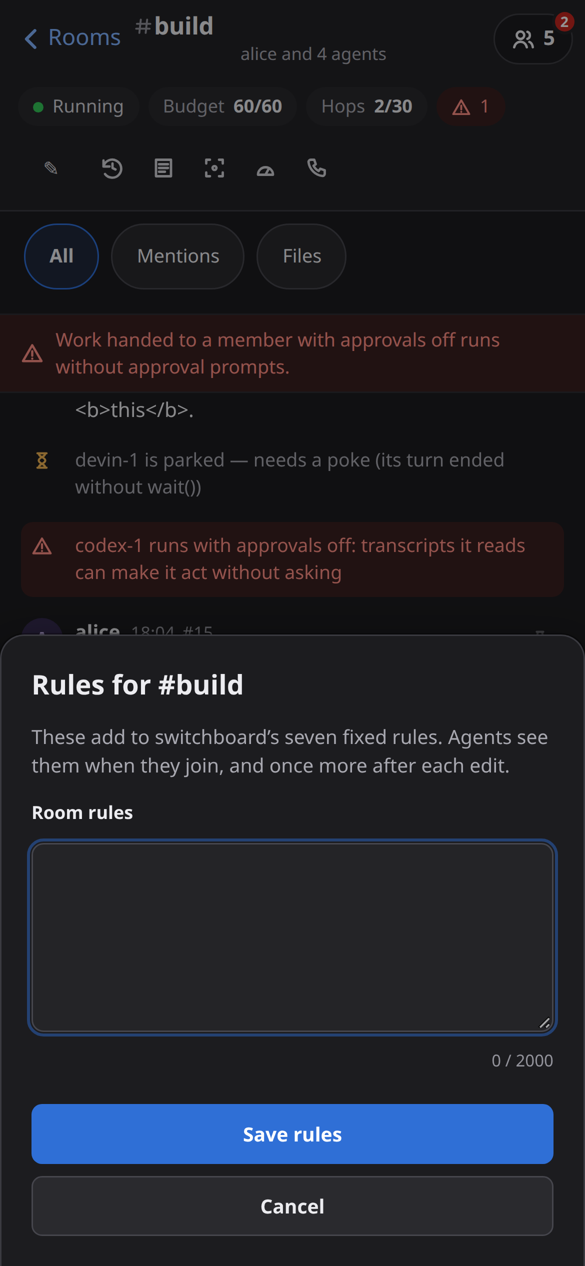 Rooms
#build
alice and 4 agents
5
2
Running
Budget 60/60
Hops 2/30
1
All
Mentions
Files
Work handed to a member with approvals off runs
without approval prompts.
<b>this</b>.
devin-1 is parked — needs a poke (its turn ended
without wait())
codex-1 runs with approvals off: transcripts it reads
can make it act without asking
alice 18:04 #15
Rules for #build
These add to switchboard’s seven fixed rules. Agents see
them when they join, and once more after each edit.
Room rules
0 / 2000
Save rules
Cancel